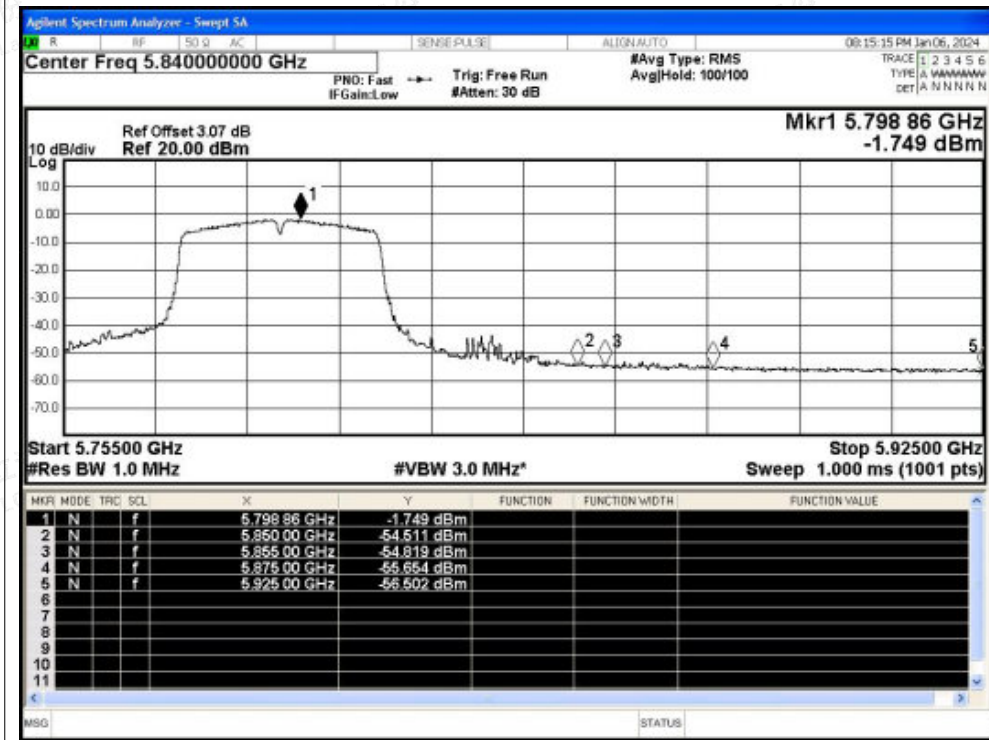 Agilent Spectrum Analyzer - Swept SA
R RF 50 Ω AC SENSE:PULSE ALIGN AUTO 08:15:15 PM Jan 06, 2024
Center Freq 5.840000000 GHz #Avg Type: RMS TRACE 1 2 3 4 5 6
PNO: Fast Trig: Free Run Avg|Hold: 100/100 TYPE A
IFGain:Low #Atten: 30 dB DET A N N N N N
Mkr1 5.798 86 GHz
Ref Offset 3.07 dB
10 dB/div Ref 20.00 dBm -1.749 dBm
Log
10.0
1
0.00
-10.0
-20.0
-30.0
-40.0
2 3 4 5
-50.0
-60.0
-70.0
Start 5.75500 GHz Stop 5.92500 GHz
#Res BW 1.0 MHz #VBW 3.0 MHz* Sweep 1.000 ms (1001 pts)
MKR MODE TRC SCL X Y FUNCTION FUNCTION WIDTH FUNCTION VALUE
1 N f 5.798 86 GHz -1.749 dBm
2 N f 5.850 00 GHz -54.511 dBm
3 N f 5.855 00 GHz -54.819 dBm
4 N f 5.875 00 GHz -55.654 dBm
5 N f 5.925 00 GHz -56.502 dBm
6
7
8
9
10
11
MSG STATUS